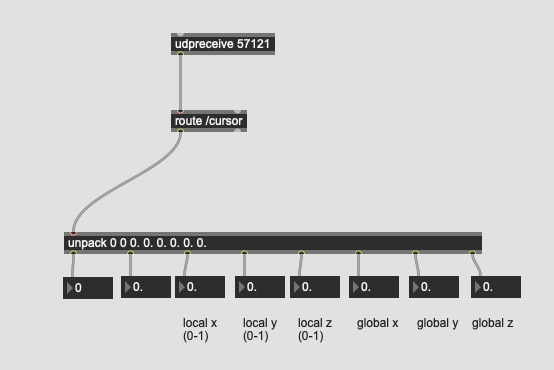 udpreceive 57121
route /cursor
unpack 0 0 0. 0. 0. 0. 0. 0.
0 0. 0. 0. 0. 0. 0. 0.
local x local y local z global x global y global z
(0-1) (0-1) (0-1)